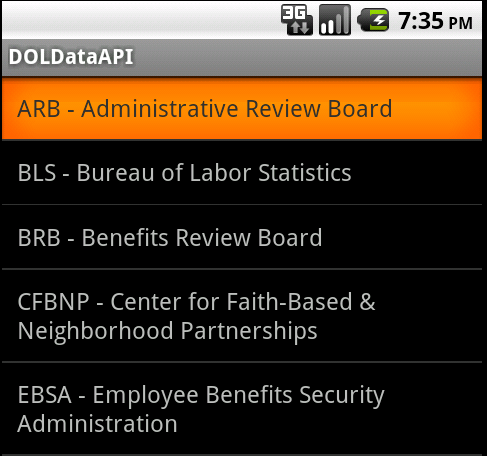 3G 7:35 PM
DOLDataAPI
ARB - Administrative Review Board
BLS - Bureau of Labor Statistics
BRB - Benefits Review Board
CFBNP - Center for Faith-Based &
Neighborhood Partnerships
EBSA - Employee Benefits Security
Administration